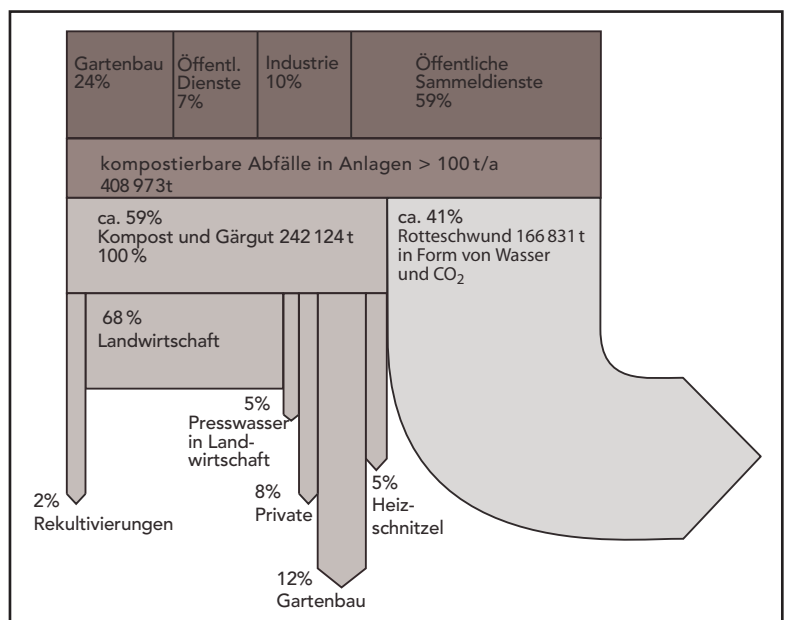 Gartenbau
24%
Öffentl.
Dienste
7%
Industrie
10%
Öffentliche
Sammeldienste
59%
kompostierbare Abfälle in Anlagen > 100 t/a
408 973t
ca. 59%
Kompost und Gärgut 242 124 t
100 %
ca. 41%
Rotteschwund 166 831 t
in Form von Wasser
und CO₂
68 %
Landwirtschaft
5%
Presswasser
in Land-
wirtschaft
2%
Rekultivierungen
8%
Private
5%
Heiz-
schnitzel
12%
Gartenbau